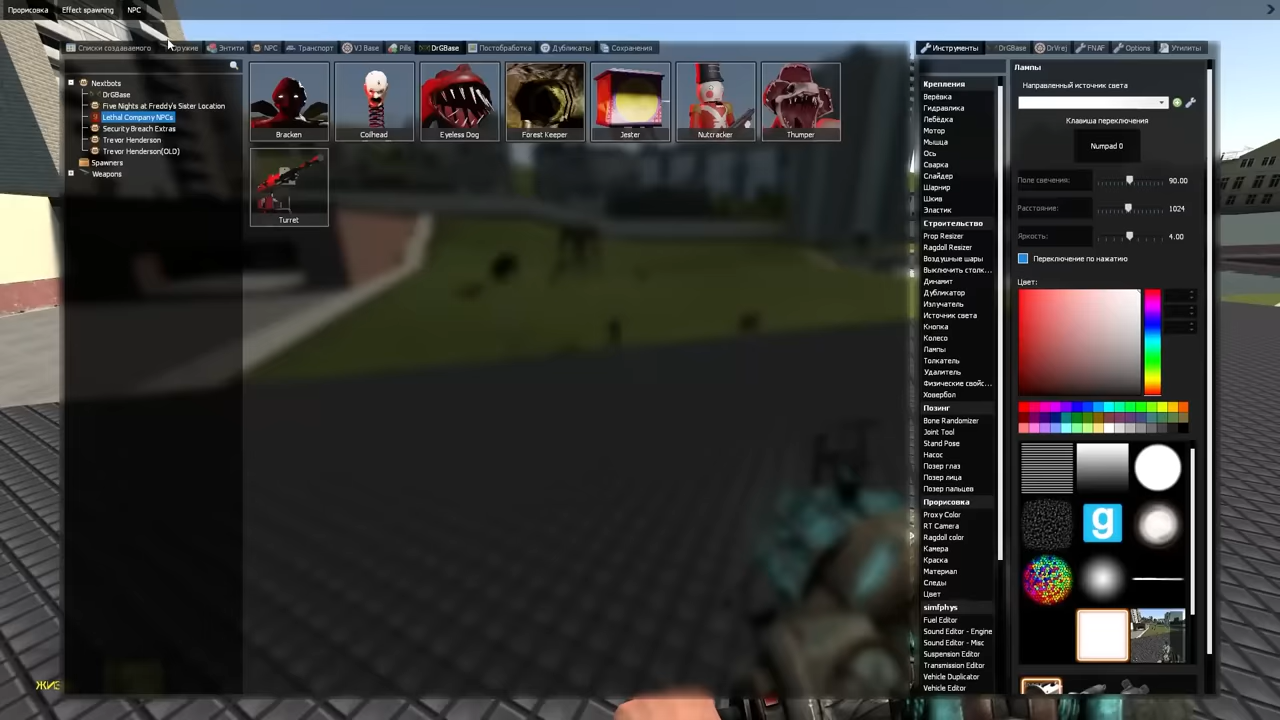 Прорисовка Effect spawning NPC
Списки создаваемого Оружие Энтити NPC Транспорт VJ Base Pills DrGBase Постобработка Дубликаты Сохранения
Nextbots
DrGBase
Five Nights at Freddy's Sister Location
Lethal Company NPCs
Security Breach Extras
Trevor Henderson
Trevor Henderson(OLD)
Spawners
Weapons
Bracken Coilhead Eyeless Dog Forest Keeper Jester Nutcracker Thumper
Turret
Инструменты DrGBase DrVrej FNAF Options Утилиты
Крепления
Верёвка
Гидравлика
Лебёдка
Мотор
Мышца
Ось
Сварка
Слайдер
Шарнир
Шкив
Эластик
Строительство
Prop Resizer
Ragdoll Resizer
Воздушные шары
Выключить столк...
Динамит
Дубликатор
Излучатель
Источник света
Кнопка
Колесо
Лампы
Толкатель
Удалитель
Физические свойс...
Ховербол
Позинг
Bone Randomizer
Joint Tool
Stand Pose
Насос
Позер глаз
Позер лица
Позер пальцев
Прорисовка
Proxy Color
RT Camera
Ragdoll color
Камера
Краска
Материал
Следы
Цвет
simfphys
Fuel Editor
Sound Editor - Engine
Sound Editor - Misc
Suspension Editor
Transmission Editor
Vehicle Duplicator
Vehicle Editor
Лампы
Направленный источник света
Клавиша переключения
Numpad 0
Поле свечения: 90.00
Расстояние: 1024
Яркость: 4.00
Переключение по нажатию
Цвет:
g